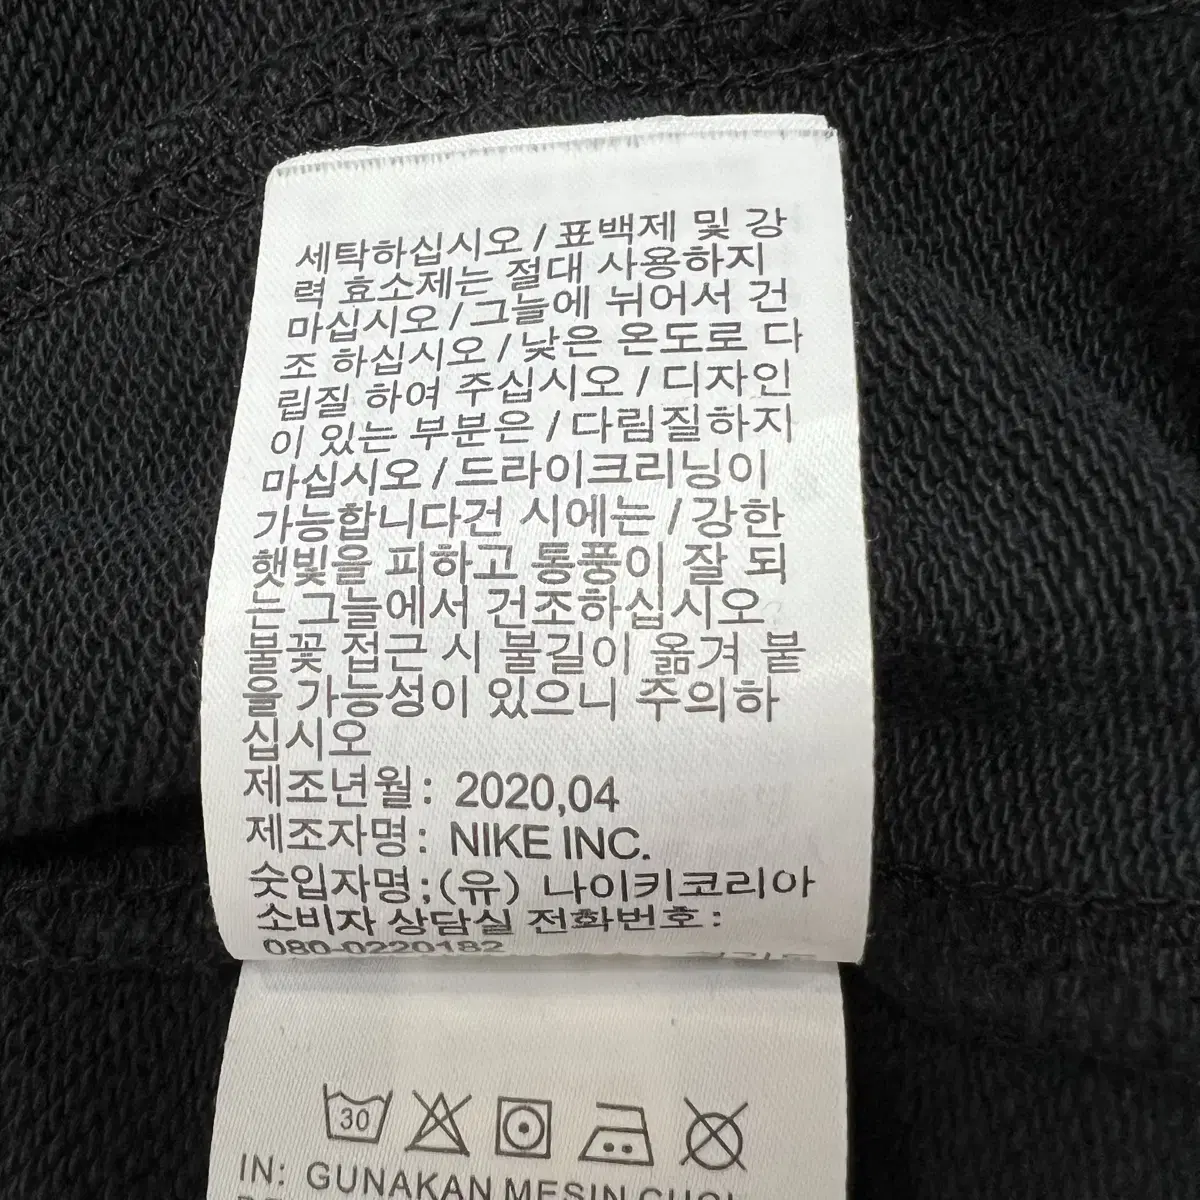 세탁하십시오 / 표백제 및 강
력 효소제는 절대 사용하지
마십시오 / 그늘에 뉘어서 건
조 하십시오 / 낮은 온도로 다
림질 하여 주십시오 / 디자인
이 있는 부분은 / 다림질하지
마십시오 / 드라이크리닝이
가능합니다건 시에는 / 강한
햇빛을 피하고 통풍이 잘 되
는 그늘에서 건조하십시오
불꽃 접근 시 불길이 옮겨 붙
을 가능성이 있으니 주의하
십시오
제조년월: 2020,04
제조자명: NIKE INC.
숫입자명;(유) 나이키코리아
소비자 상담실 전화번호:
080-0220182
30
IN: GUNAKAN MESIN CUCI